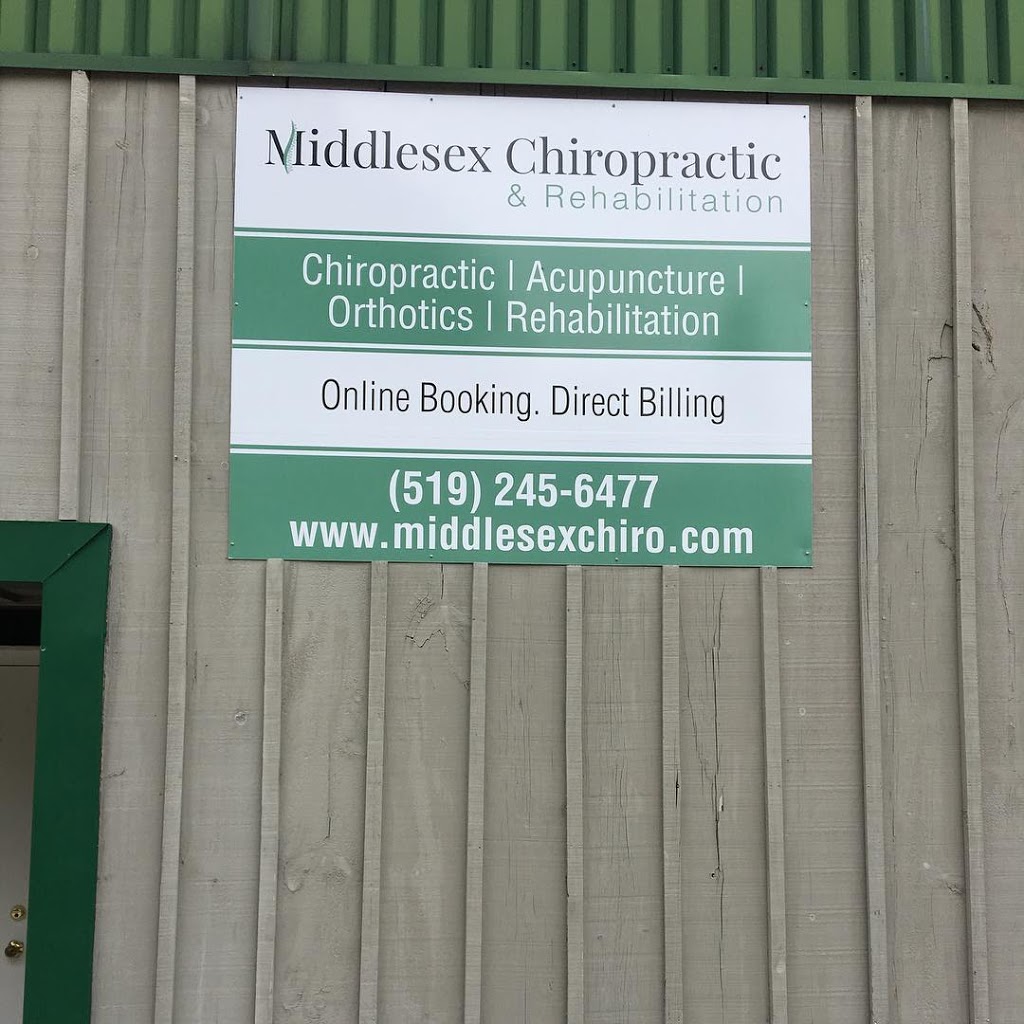 Middlesex Chiropractic
& Rehabilitation
Chiropractic | Acupuncture |
Orthotics | Rehabilitation
Online Booking. Direct Billing
(519) 245-6477
www.middlesexchiro.com